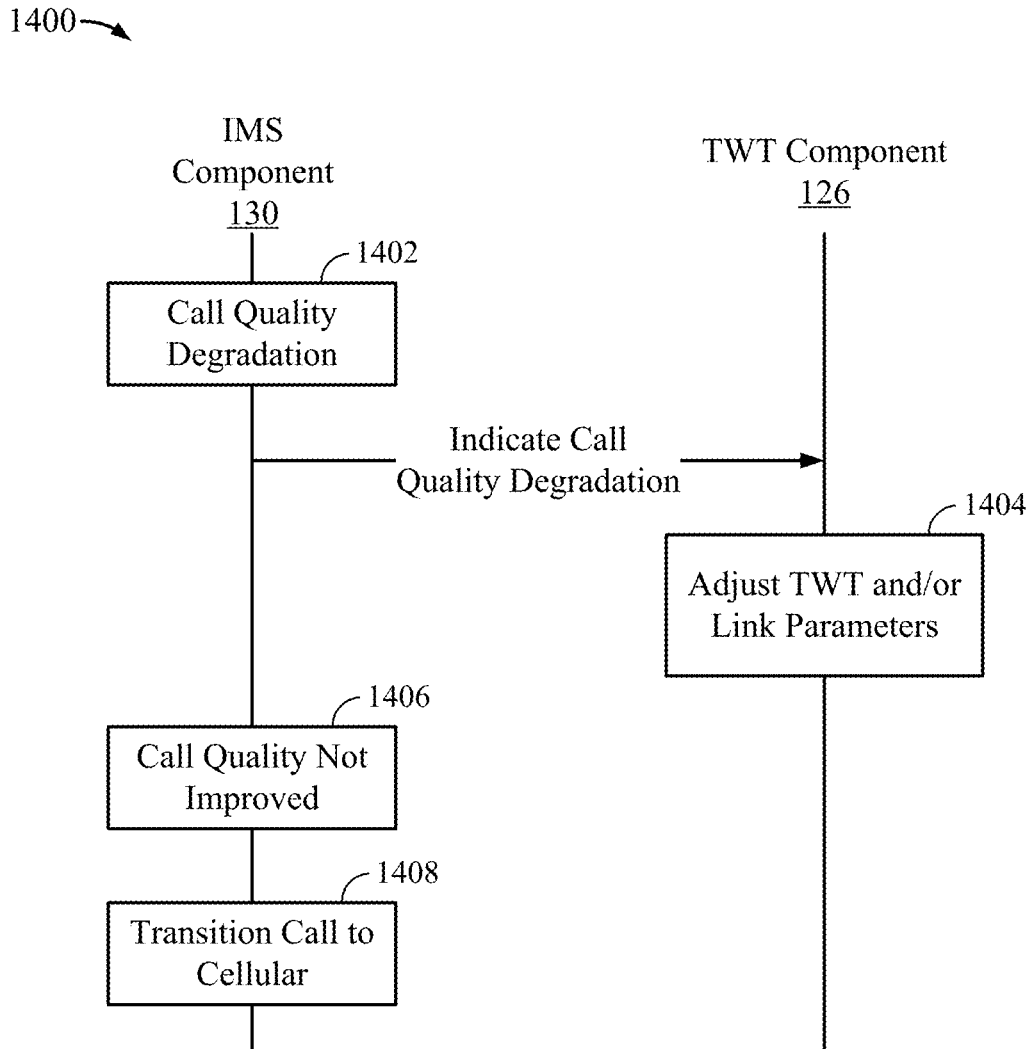 1400
IMS
Component
130
TWT Component
126
1402
Call Quality
Degradation
Indicate Call
Quality Degradation
1404
Adjust TWT and/or
Link Parameters
1406
Call Quality Not
Improved
1408
Transition Call to
Cellular